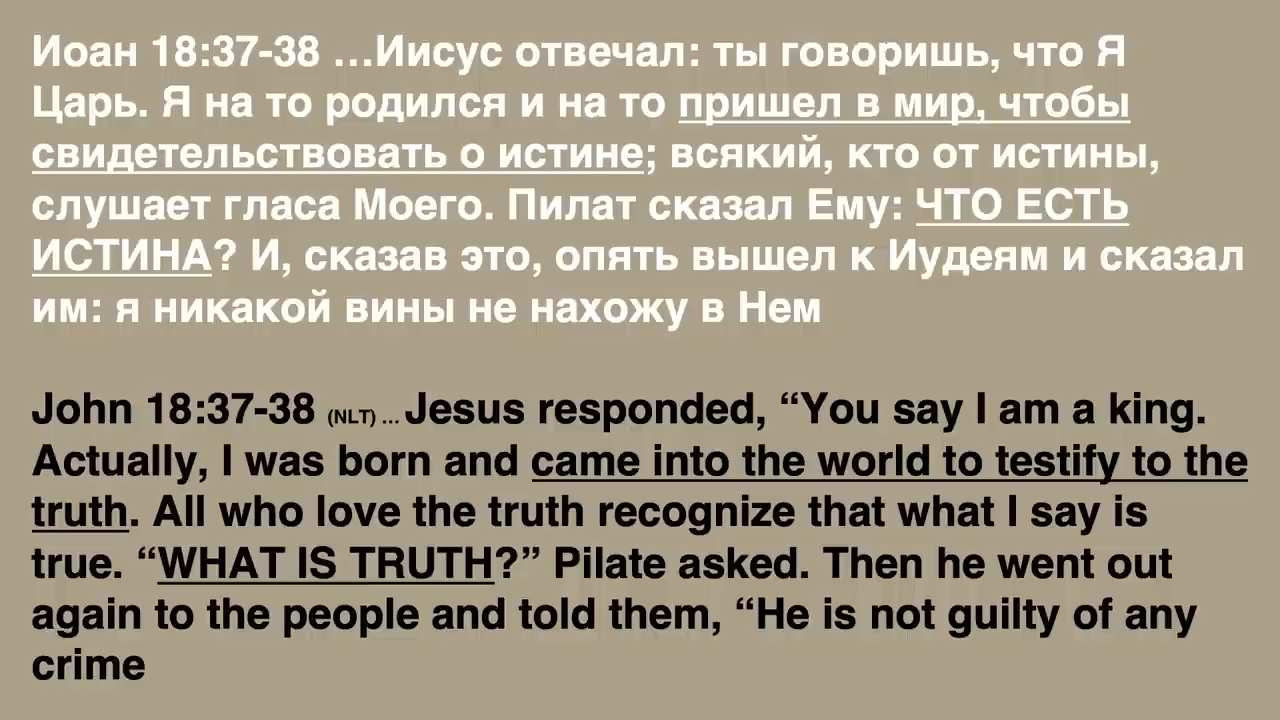 Иоан 18:37-38 …Иисус отвечал: ты говоришь, что Я
Царь. Я на то родился и на то пришел в мир, чтобы
свидетельствовать о истине; всякий, кто от истины,
слушает гласа Моего. Пилат сказал Ему: ЧТО ЕСТЬ
ИСТИНА? И, сказав это, опять вышел к Иудеям и сказал
им: я никакой вины не нахожу в Нем
John 18:37-38 (NLT) … Jesus responded, “You say I am a king.
Actually, I was born and came into the world to testify to the
truth. All who love the truth recognize that what I say is
true. “WHAT IS TRUTH?” Pilate asked. Then he went out
again to the people and told them, “He is not guilty of any
crime